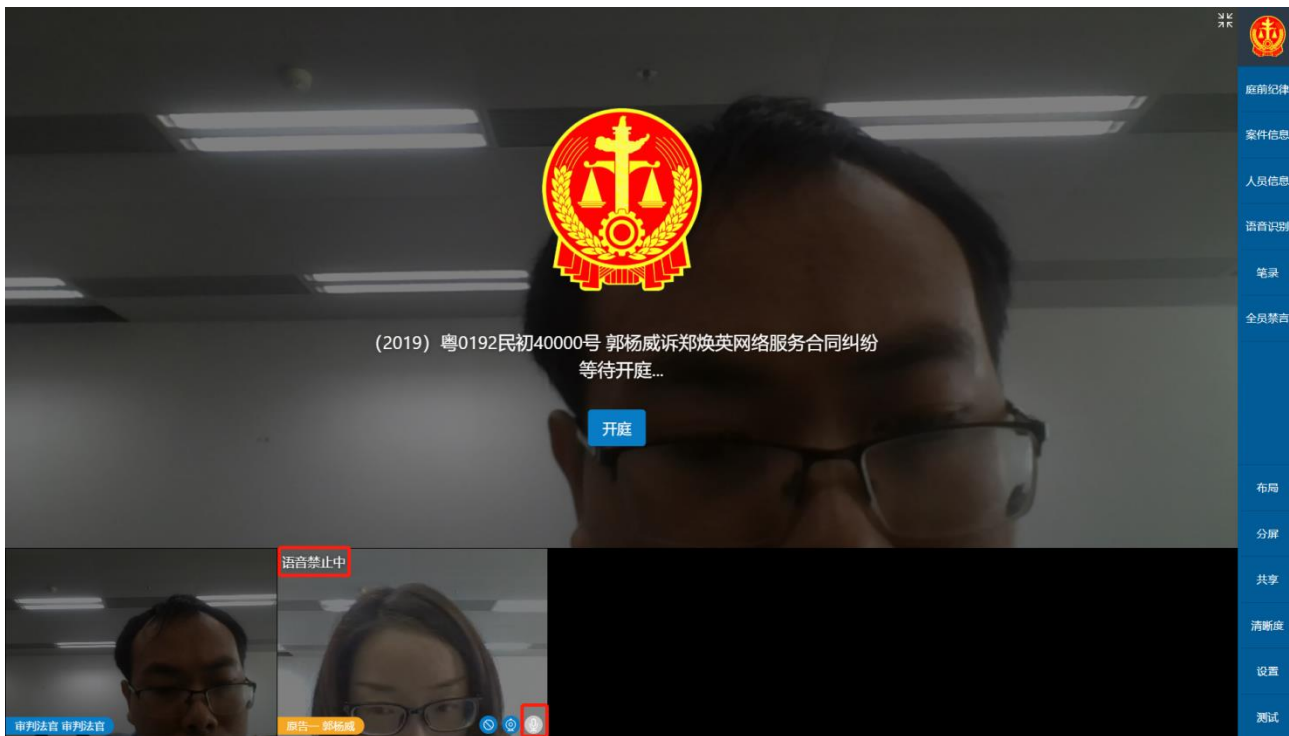 （2019）粤0192民初40000号 郭杨威诉郑焕英网络服务合同纠纷
等待开庭...
开庭
语音禁止中
审判法官 审判法官
原告一 郭杨威
庭前纪律
案件信息
人员信息
语音识别
笔录
全员禁言
布局
分屏
共享
清晰度
设置
测试